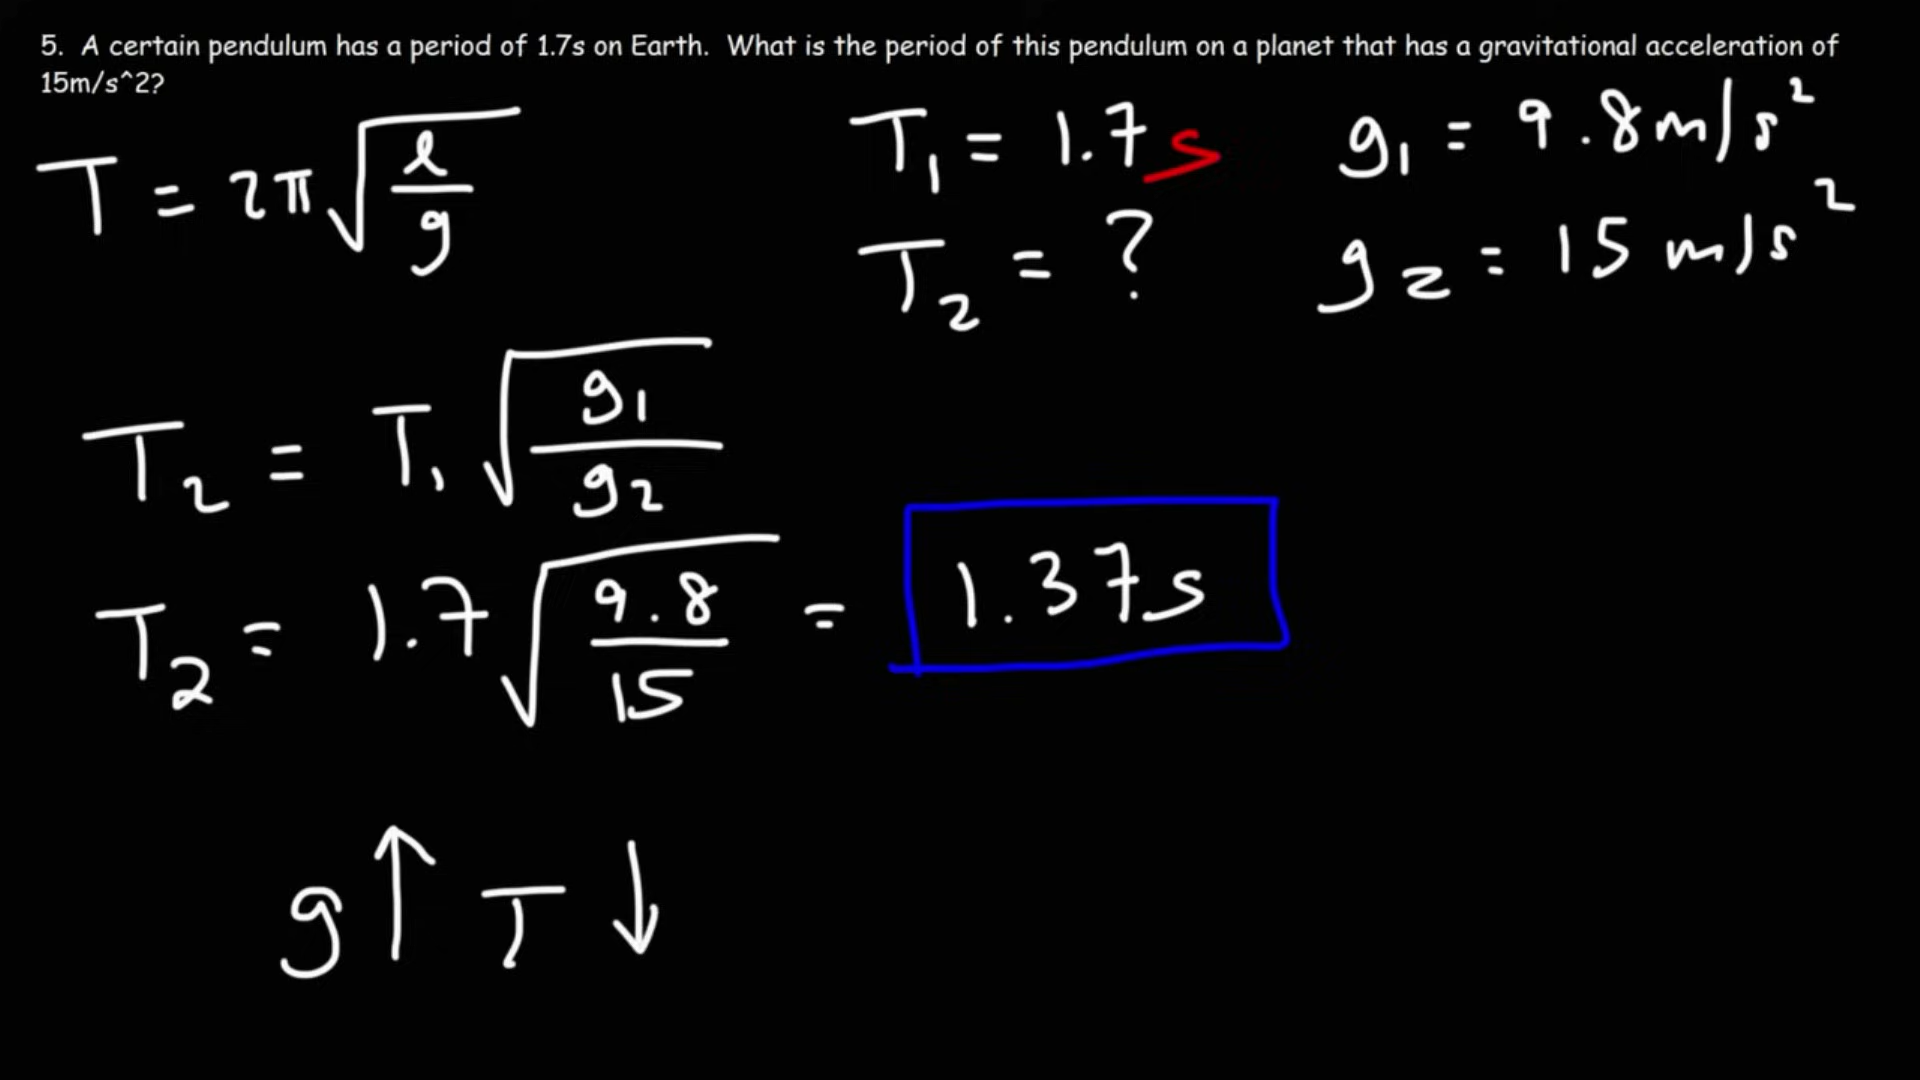 5. A certain pendulum has a period of 1.7s on Earth. What is the period of this pendulum on a planet that has a gravitational acceleration of
15m/s^2?
T = 2π√(l/g)
T₁ = 1.7s
g₁ = 9.8 m/s²
T₂ = ?
g₂ = 15 m/s²
T₂ = T₁ √(g₁/g₂)
T₂ = 1.7 √(9.8/15) = 1.37s
g↑ T↓